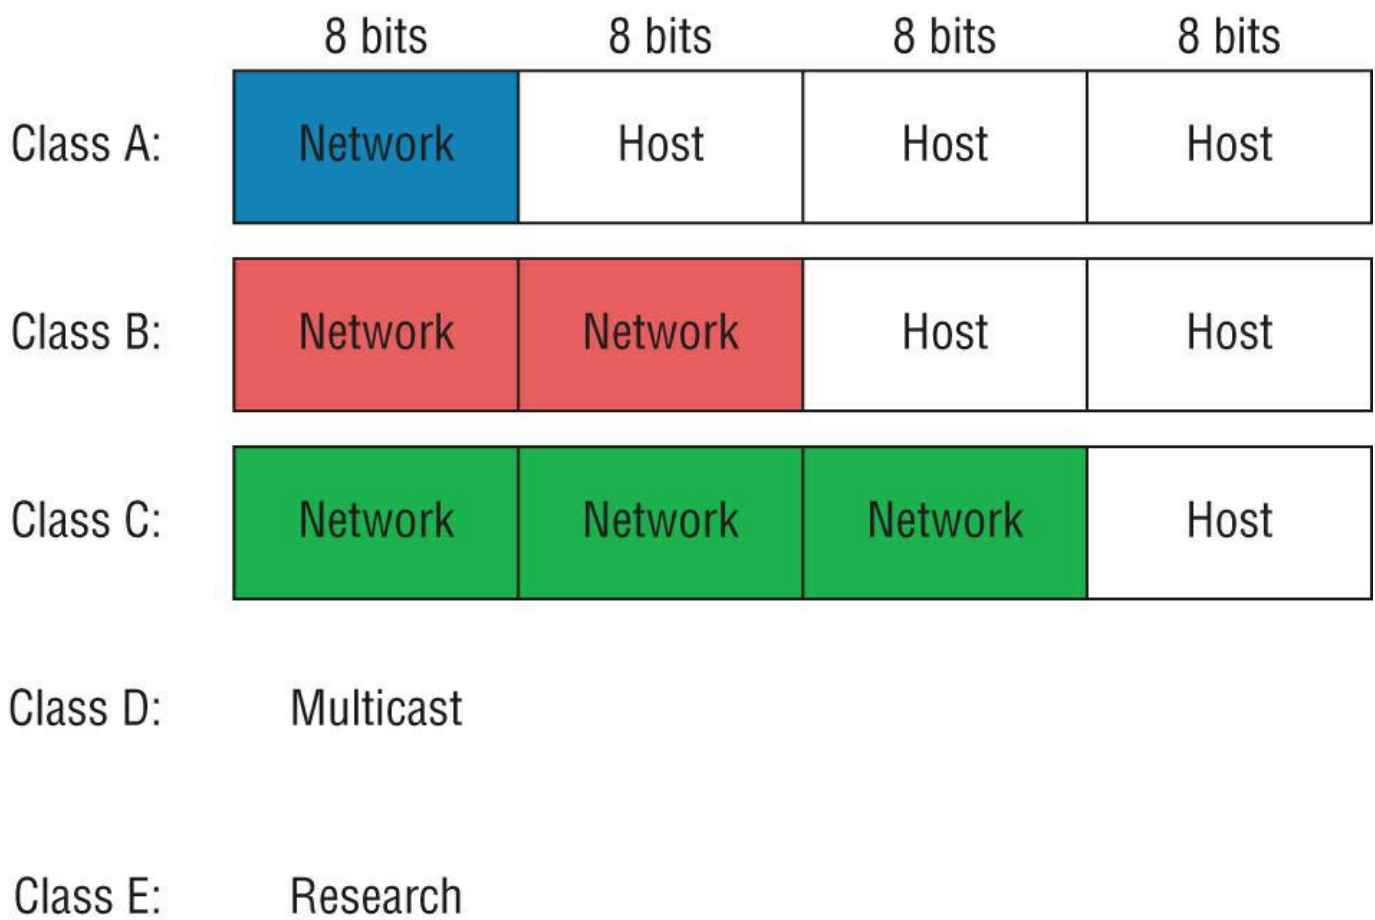 8 bits 8 bits 8 bits 8 bits
Class A: Network Host Host Host
Class B: Network Network Host Host
Class C: Network Network Network Host
Class D: Multicast
Class E: Research